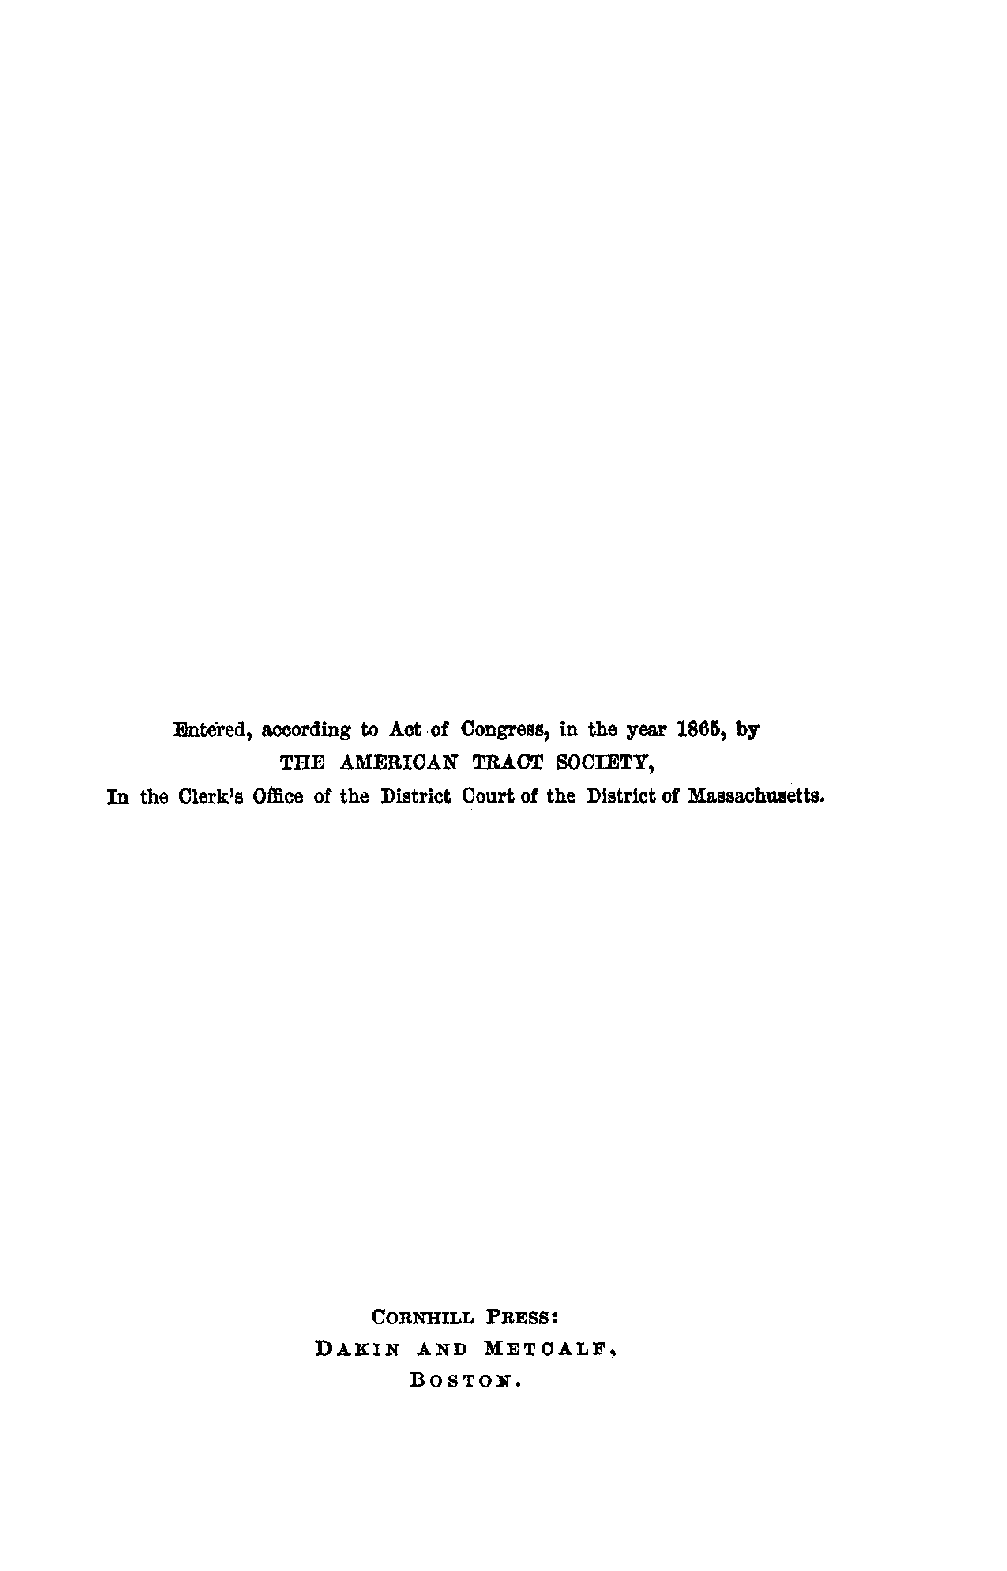 Entered, according to Act of Congress, in the year 1865, by
THE AMERICAN TRACT SOCIETY,
In the Clerk's Office of the District Court of the District of Massachusetts.
CORNHILL PRESS:
DAKIN AND METCALF,
BOSTON.